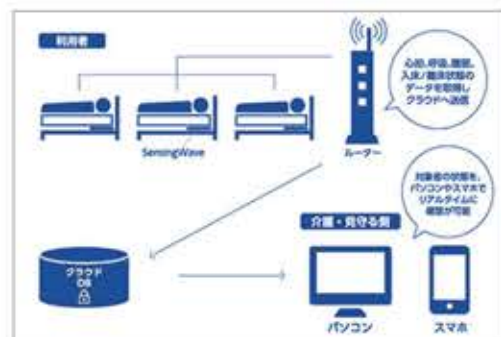 利用者
心拍、呼吸、睡眠、
入床/離床状態の
データを取得し
クラウドへ送信
SensingWave
ルーター
対象者の状態を、
パソコンやスマホで
リアルタイムに
確認が可能
介護・見守る側
クラウド
DB
パソコン
スマホ